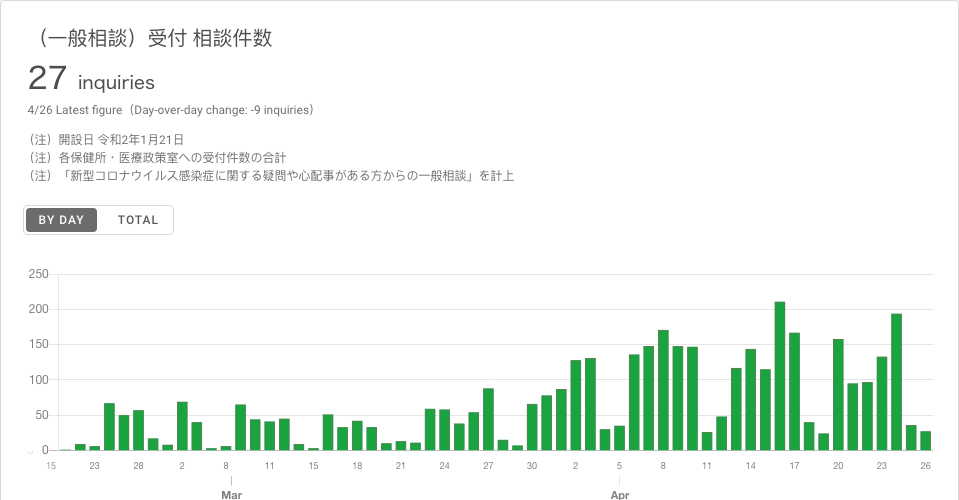 （一般相談）受付 相談件数
27 inquiries
4/26 Latest figure（Day-over-day change: -9 inquiries）
（注）開設日 令和2年1月21日
（注）各保健所・医療政策室への受付件数の合計
（注）「新型コロナウイルス感染症に関する疑問や心配事がある方からの一般相談」を計上
BY DAY TOTAL
250
200
150
100
50
0
15 23 28 2 8 11 15 18 21 24 27 30 2 5 8 11 14 17 20 23 26
Mar Apr